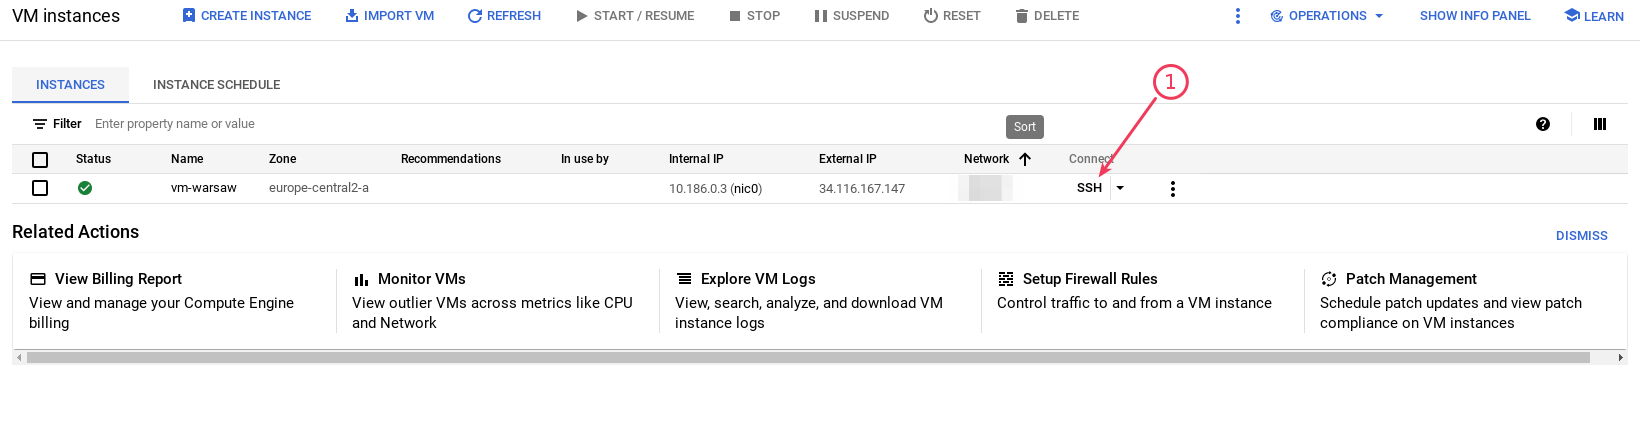 VM instances CREATE INSTANCE IMPORT VM REFRESH START / RESUME STOP SUSPEND RESET DELETE OPERATIONS SHOW INFO PANEL LEARN
INSTANCES INSTANCE SCHEDULE
1
Filter Enter property name or value
Sort
Status Name Zone Recommendations In use by Internal IP External IP Network Connect
vm-warsaw europe-central2-a 10.186.0.3 (nic0) 34.116.167.147 SSH
Related Actions
DISMISS
View Billing Report
View and manage your Compute Engine
billing
Monitor VMs
View outlier VMs across metrics like CPU
and Network
Explore VM Logs
View, search, analyze, and download VM
instance logs
Setup Firewall Rules
Control traffic to and from a VM instance
Patch Management
Schedule patch updates and view patch
compliance on VM instances